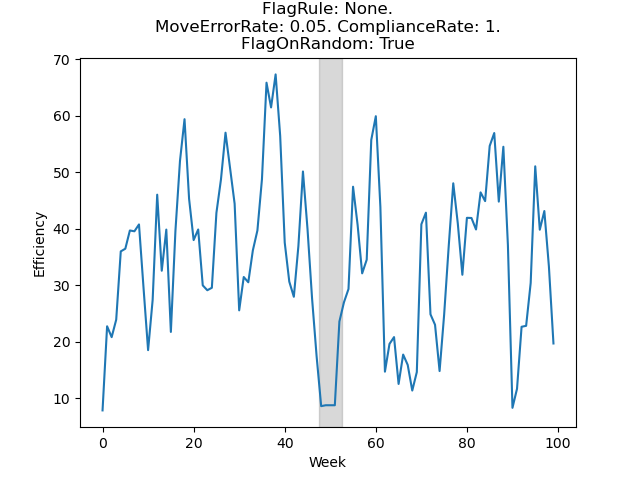 FlagRule: None.
MoveErrorRate: 0.05. ComplianceRate: 1.
FlagOnRandom: True
70
60
50
40
30
20
10
Efficiency
0 20 40 60 80 100
Week